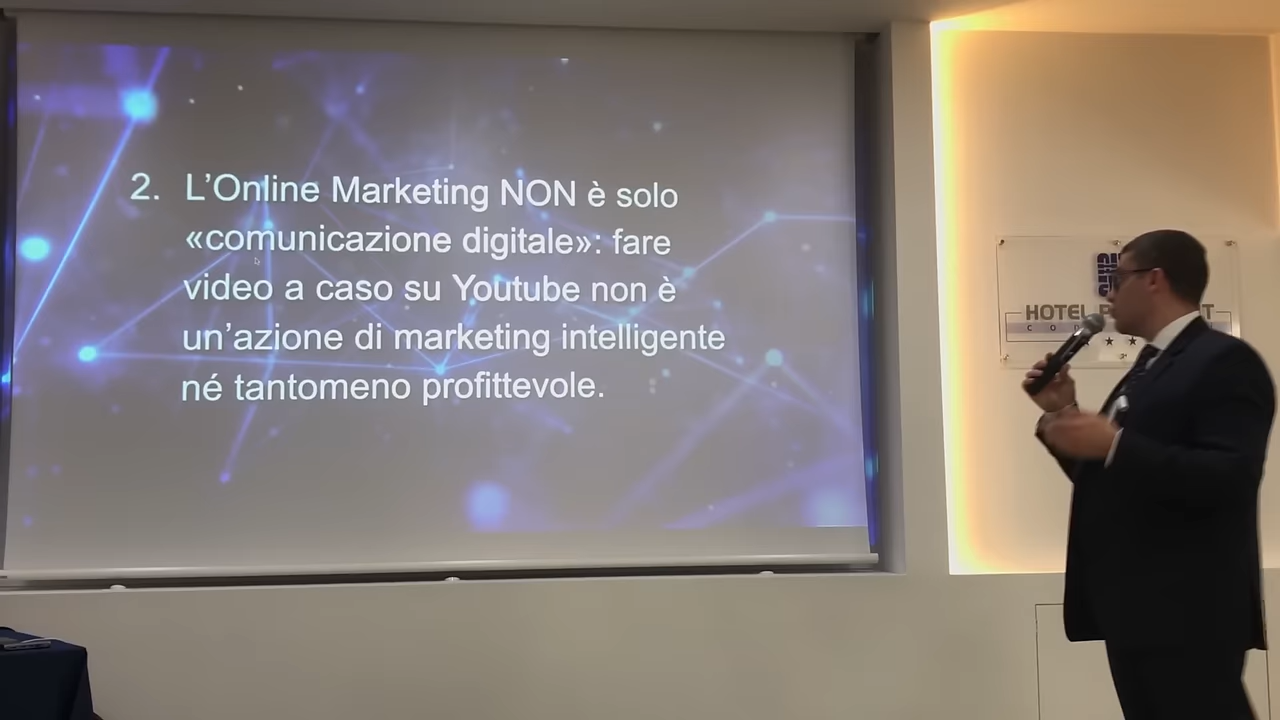 2. L'Online Marketing NON è solo
«comunicazione digitale»: fare
video a caso su Youtube non è
un'azione di marketing intelligente
né tantomeno profittevole.
HOTEL